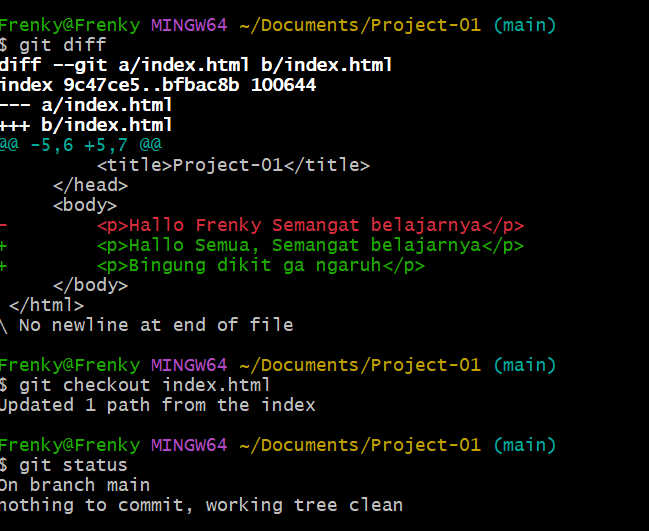 Frenky@Frenky MINGW64 ~/Documents/Project-01 (main)
$ git diff
diff --git a/index.html b/index.html
index 9c47ce5..bfbac8b 100644
--- a/index.html
+++ b/index.html
@@ -5,6 +5,7 @@
        <title>Project-01</title>
    </head>
    <body>
-        <p>Hallo Frenky Semangat belajarnya</p>
+        <p>Hallo Semua, Semangat belajarnya</p>
+        <p>Bingung dikit ga ngaruh</p>
    </body>
</html>
\ No newline at end of file
Frenky@Frenky MINGW64 ~/Documents/Project-01 (main)
$ git checkout index.html
Updated 1 path from the index
Frenky@Frenky MINGW64 ~/Documents/Project-01 (main)
$ git status
On branch main
nothing to commit, working tree clean